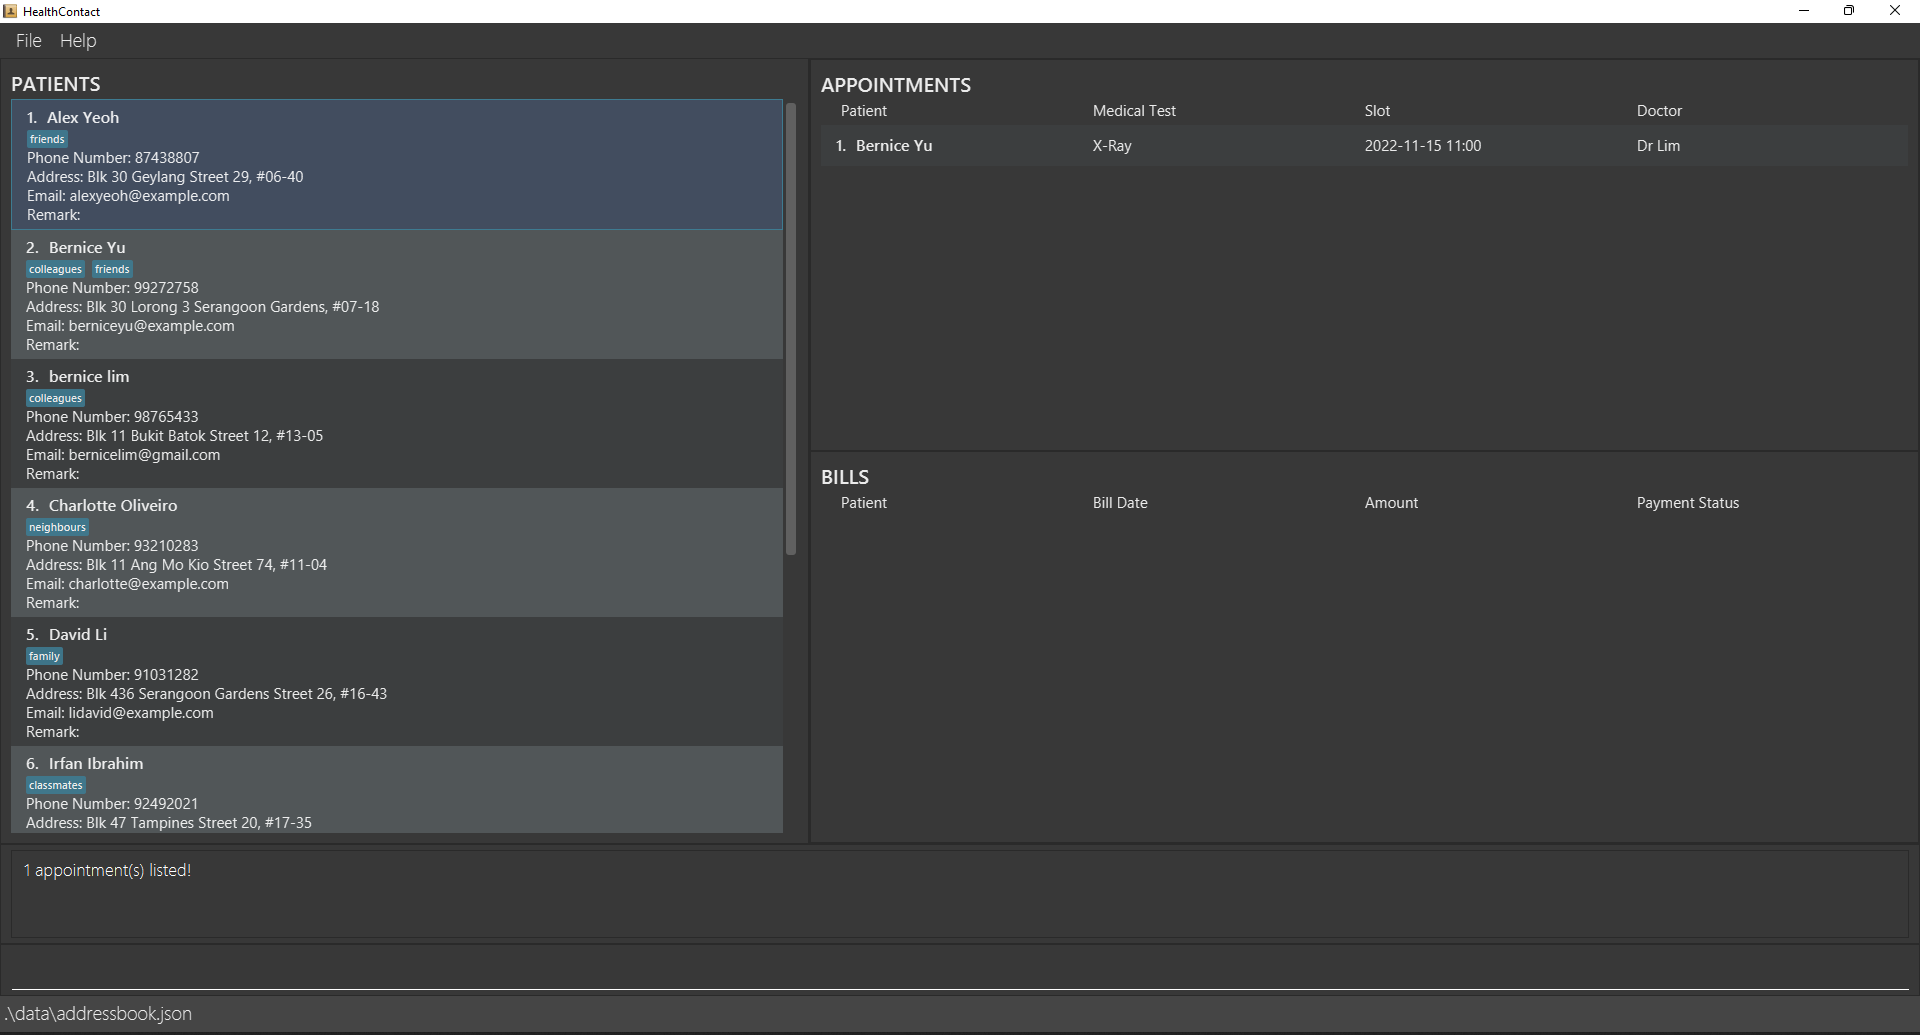 HealthContact
File Help
PATIENTS
1. Alex Yeoh
friends
Phone Number: 87438807
Address: Blk 30 Geylang Street 29, #06-40
Email: alexyeoh@example.com
Remark:
2. Bernice Yu
colleagues friends
Phone Number: 99272758
Address: Blk 30 Lorong 3 Serangoon Gardens, #07-18
Email: berniceyu@example.com
Remark:
3. bernice lim
colleagues
Phone Number: 98765433
Address: Blk 11 Bukit Batok Street 12, #13-05
Email: bernicelim@gmail.com
Remark:
4. Charlotte Oliveiro
neighbours
Phone Number: 93210283
Address: Blk 11 Ang Mo Kio Street 74, #11-04
Email: charlotte@example.com
Remark:
5. David Li
family
Phone Number: 91031282
Address: Blk 436 Serangoon Gardens Street 26, #16-43
Email: lidavid@example.com
Remark:
6. Irfan Ibrahim
classmates
Phone Number: 92492021
Address: Blk 47 Tampines Street 20, #17-35
APPOINTMENTS
Patient Medical Test Slot Doctor
1. Bernice Yu X-Ray 2022-11-15 11:00 Dr Lim
BILLS
Patient Bill Date Amount Payment Status
1 appointment(s) listed!
.\data\addressbook.json